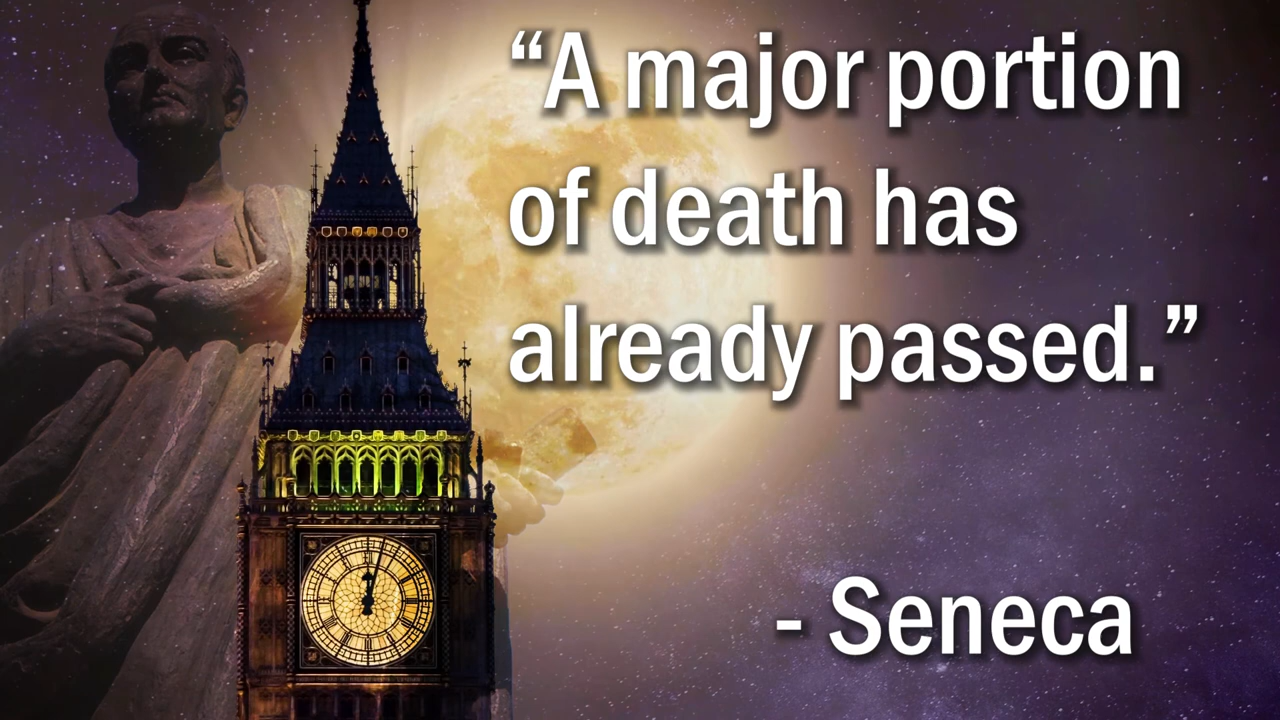 “A major portion
of death has
already passed.”
- Seneca